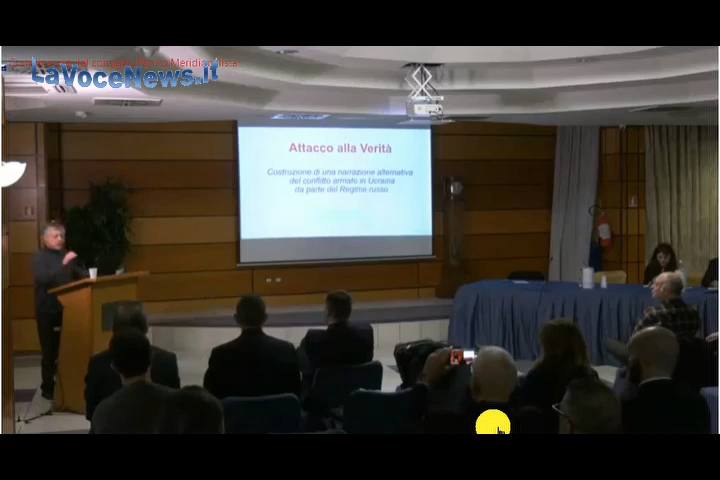 LaVoceNews.it
Attacco alla Verità
Costruzione di una narrazione alternativa
del conflitto armato in Ucraina
da parte del Regime russo